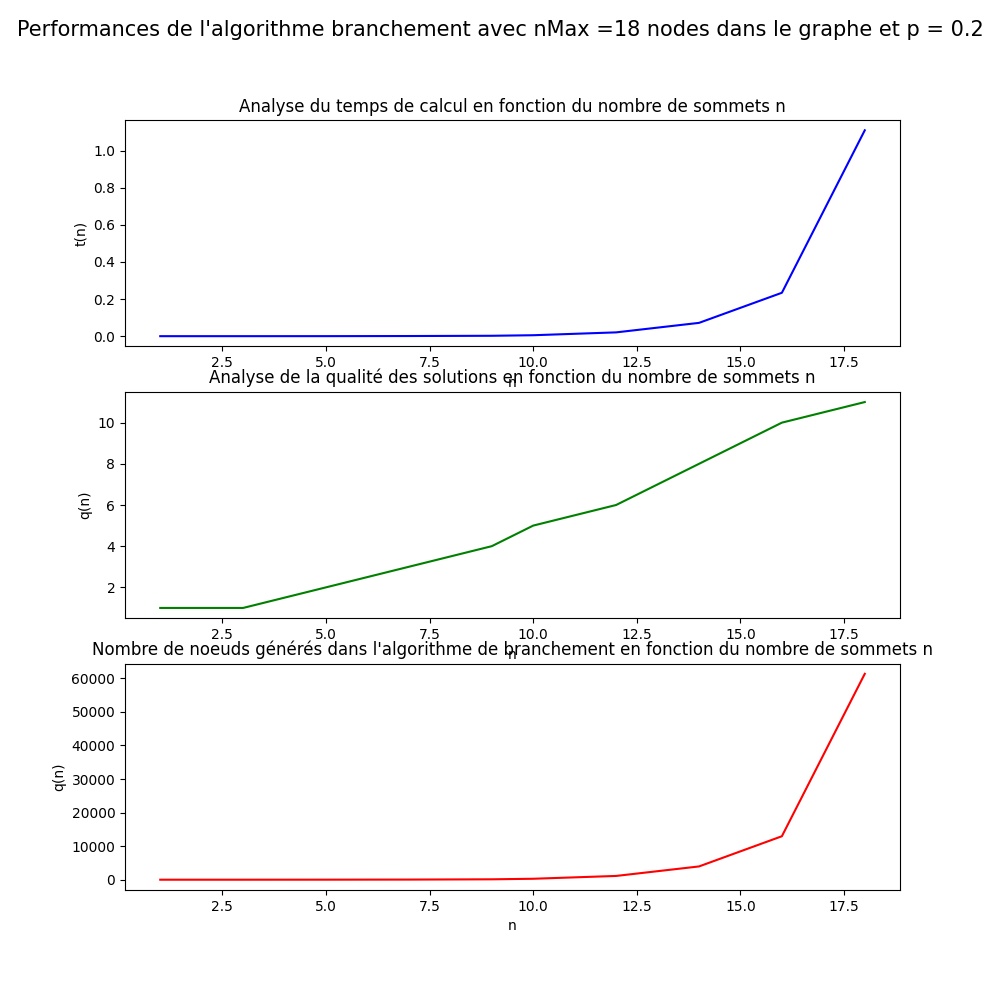 Performances de l'algorithme branchement avec nMax =18 nodes dans le graphe et p = 0.2
Analyse du temps de calcul en fonction du nombre de sommets n
1.0
0.8
0.6
0.4
0.2
0.0
t(n)
2.5 5.0 7.5 10.0 12.5 15.0 17.5
n
Analyse de la qualité des solutions en fonction du nombre de sommets n
10
8
6
4
2
q(n)
2.5 5.0 7.5 10.0 12.5 15.0 17.5
n
Nombre de noeuds générés dans l'algorithme de branchement en fonction du nombre de sommets n
60000
50000
40000
30000
20000
10000
0
q(n)
2.5 5.0 7.5 10.0 12.5 15.0 17.5
n